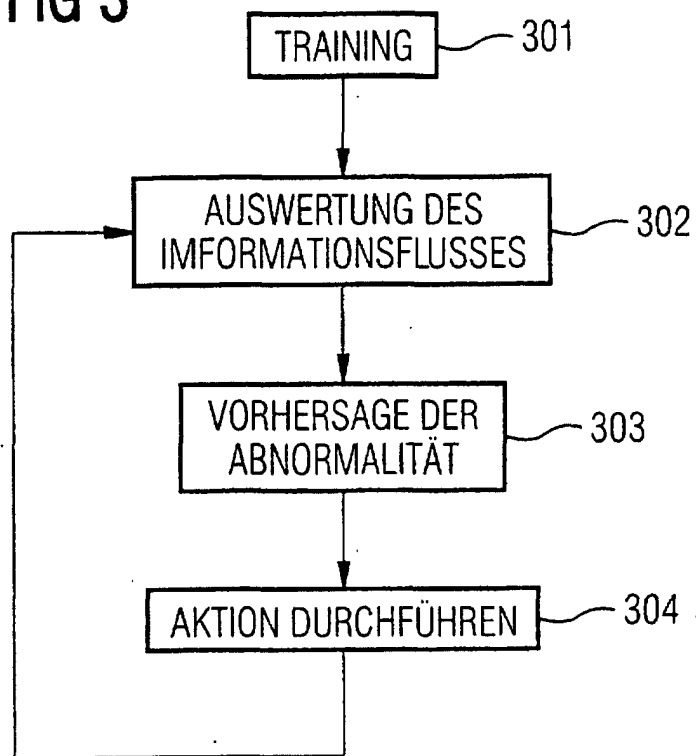 FIG 3
TRAINING
301
AUSWERTUNG DES
IMFORMATIONSFLUSSES
302
VORHERSAGE DER
ABNORMALITÄT
303
AKTION DURCHFÜHREN
304